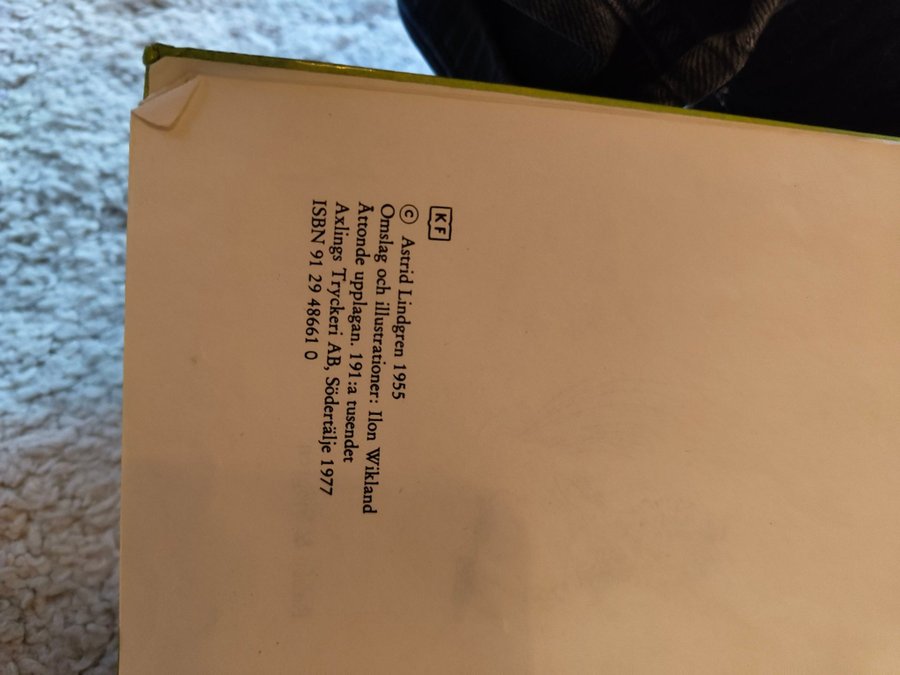 KF
© Astrid Lindgren 1955
Omslag och illustrationer: Ilon Wikland
Åttonde upplagan. 191:a tusendet
Axlings Tryckeri AB, Södertälje 1977
ISBN 91 29 48661 0